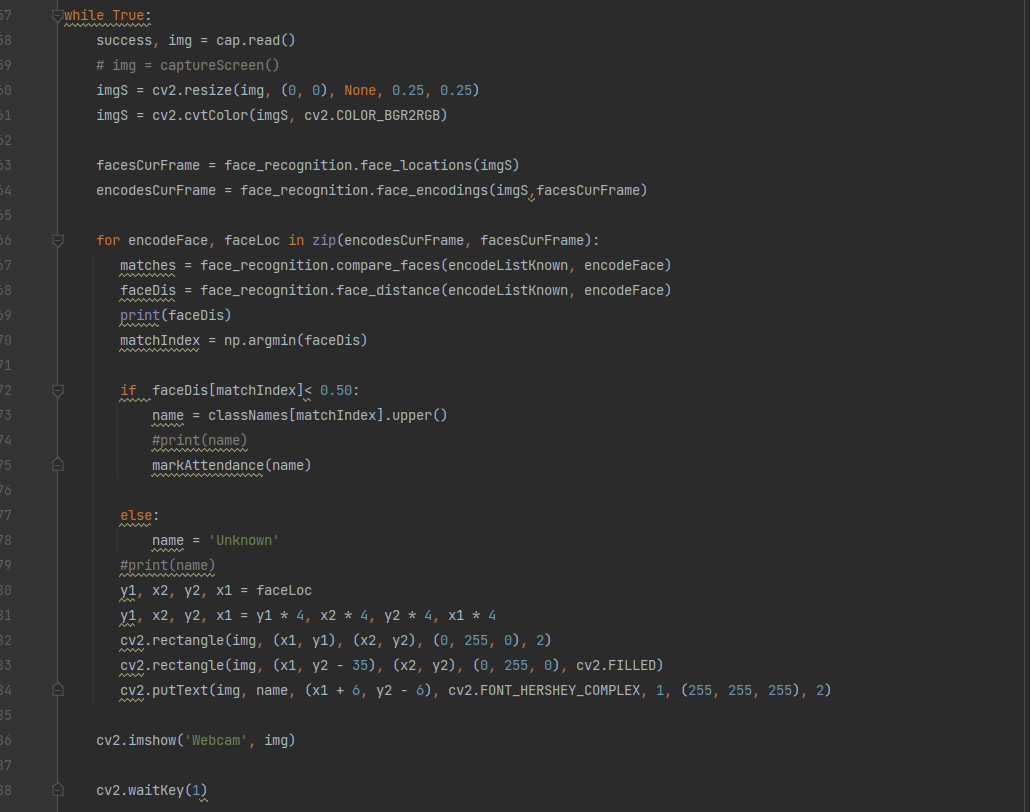 57 while True:
58 success, img = cap.read()
59 # img = captureScreen()
60 imgS = cv2.resize(img, (0, 0), None, 0.25, 0.25)
61 imgS = cv2.cvtColor(imgS, cv2.COLOR_BGR2RGB)
62
63 facesCurFrame = face_recognition.face_locations(imgS)
64 encodesCurFrame = face_recognition.face_encodings(imgS,facesCurFrame)
65
66 for encodeFace, faceLoc in zip(encodesCurFrame, facesCurFrame):
67 matches = face_recognition.compare_faces(encodeListKnown, encodeFace)
68 faceDis = face_recognition.face_distance(encodeListKnown, encodeFace)
69 print(faceDis)
70 matchIndex = np.argmin(faceDis)
71
72 if  faceDis[matchIndex]< 0.50:
73 name = classNames[matchIndex].upper()
74 #print(name)
75 markAttendance(name)
76
77 else:
78 name = 'Unknown'
79 #print(name)
80 y1, x2, y2, x1 = faceLoc
81 y1, x2, y2, x1 = y1 * 4, x2 * 4, y2 * 4, x1 * 4
82 cv2.rectangle(img, (x1, y1), (x2, y2), (0, 255, 0), 2)
83 cv2.rectangle(img, (x1, y2 - 35), (x2, y2), (0, 255, 0), cv2.FILLED)
84 cv2.putText(img, name, (x1 + 6, y2 - 6), cv2.FONT_HERSHEY_COMPLEX, 1, (255, 255, 255), 2)
85
86 cv2.imshow('Webcam', img)
87
88 cv2.waitKey(1)